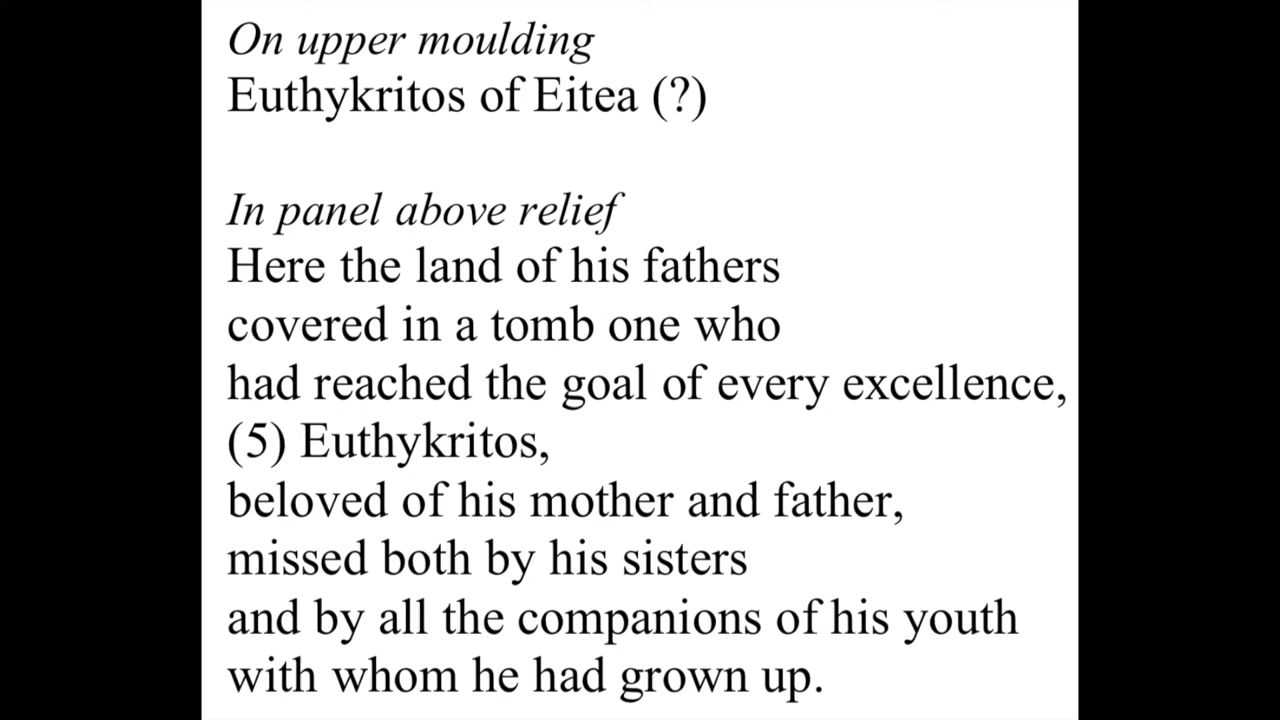 On upper moulding
Euthykritos of Eitea (?)
In panel above relief
Here the land of his fathers
covered in a tomb one who
had reached the goal of every excellence,
(5) Euthykritos,
beloved of his mother and father,
missed both by his sisters
and by all the companions of his youth
with whom he had grown up.